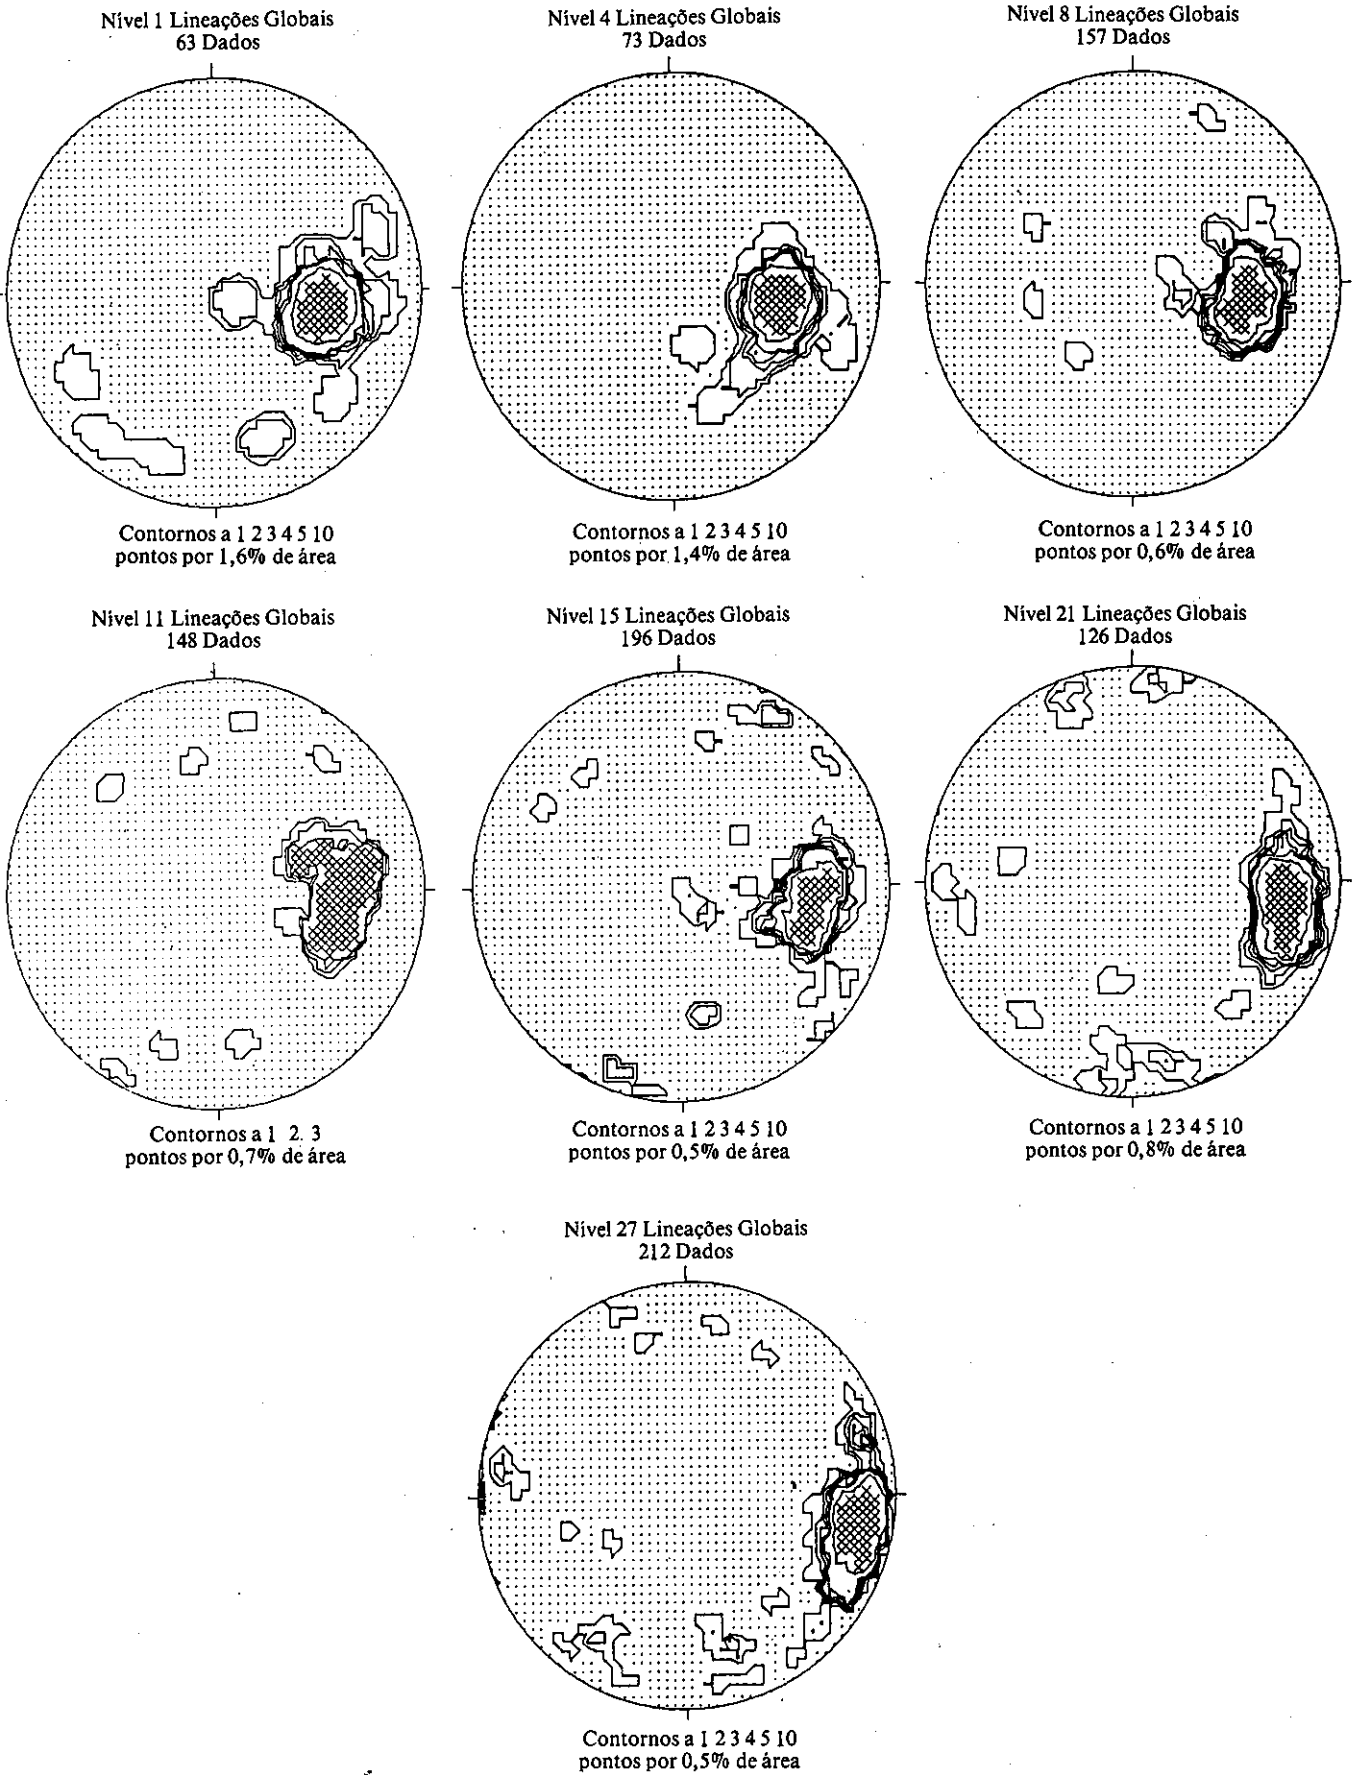 Nível 1 Lineações Globais
63 Dados
Nível 4 Lineações Globais
73 Dados
Nível 8 Lineações Globais
157 Dados
Contornos a 1 2 3 4 5 10
pontos por 1,6% de área
Contornos a 1 2 3 4 5 10
pontos por 1,4% de área
Contornos a 1 2 3 4 5 10
pontos por 0,6% de área
Nível 11 Lineações Globais
148 Dados
Nível 15 Lineações Globais
196 Dados
Nível 21 Lineações Globais
126 Dados
Contornos a 1 2. 3
pontos por 0,7% de área
Contornos a 1 2 3 4 5 10
pontos por 0,5% de área
Contornos a 1 2 3 4 5 10
pontos por 0,8% de área
Nível 27 Lineações Globais
212 Dados
Contornos a 1 2 3 4 5 10
pontos por 0,5% de área